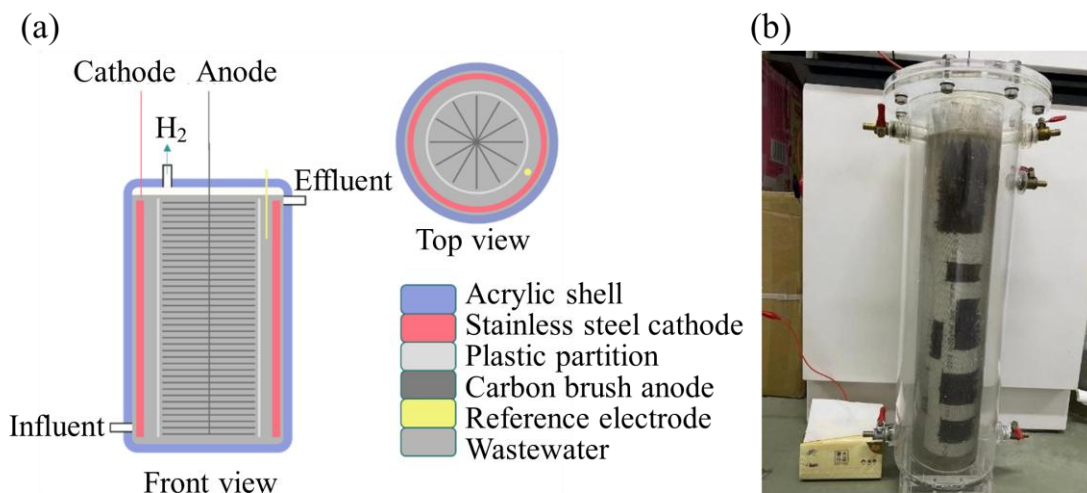 (a)
(b)
Cathode
Anode
H₂
Effluent
Top view
Influent
Front view
Acrylic shell
Stainless steel cathode
Plastic partition
Carbon brush anode
Reference electrode
Wastewater